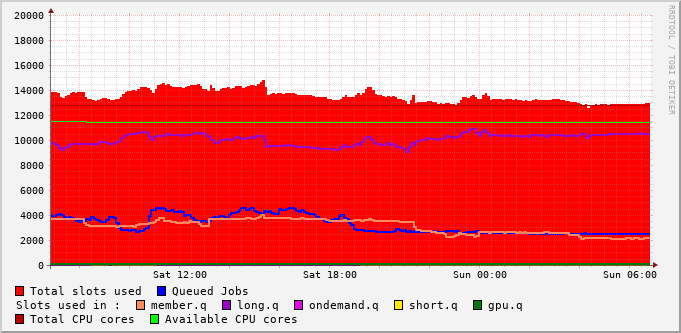 20000
18000
16000
14000
12000
10000
8000
6000
4000
2000
0
Sat 12:00 Sat 18:00 Sun 00:00 Sun 06:00
RRDTOOL / TOBI OETIKER
Total slots used Queued Jobs
Slots used in : member.q long.q ondemand.q short.q gpu.q
Total CPU cores Available CPU cores